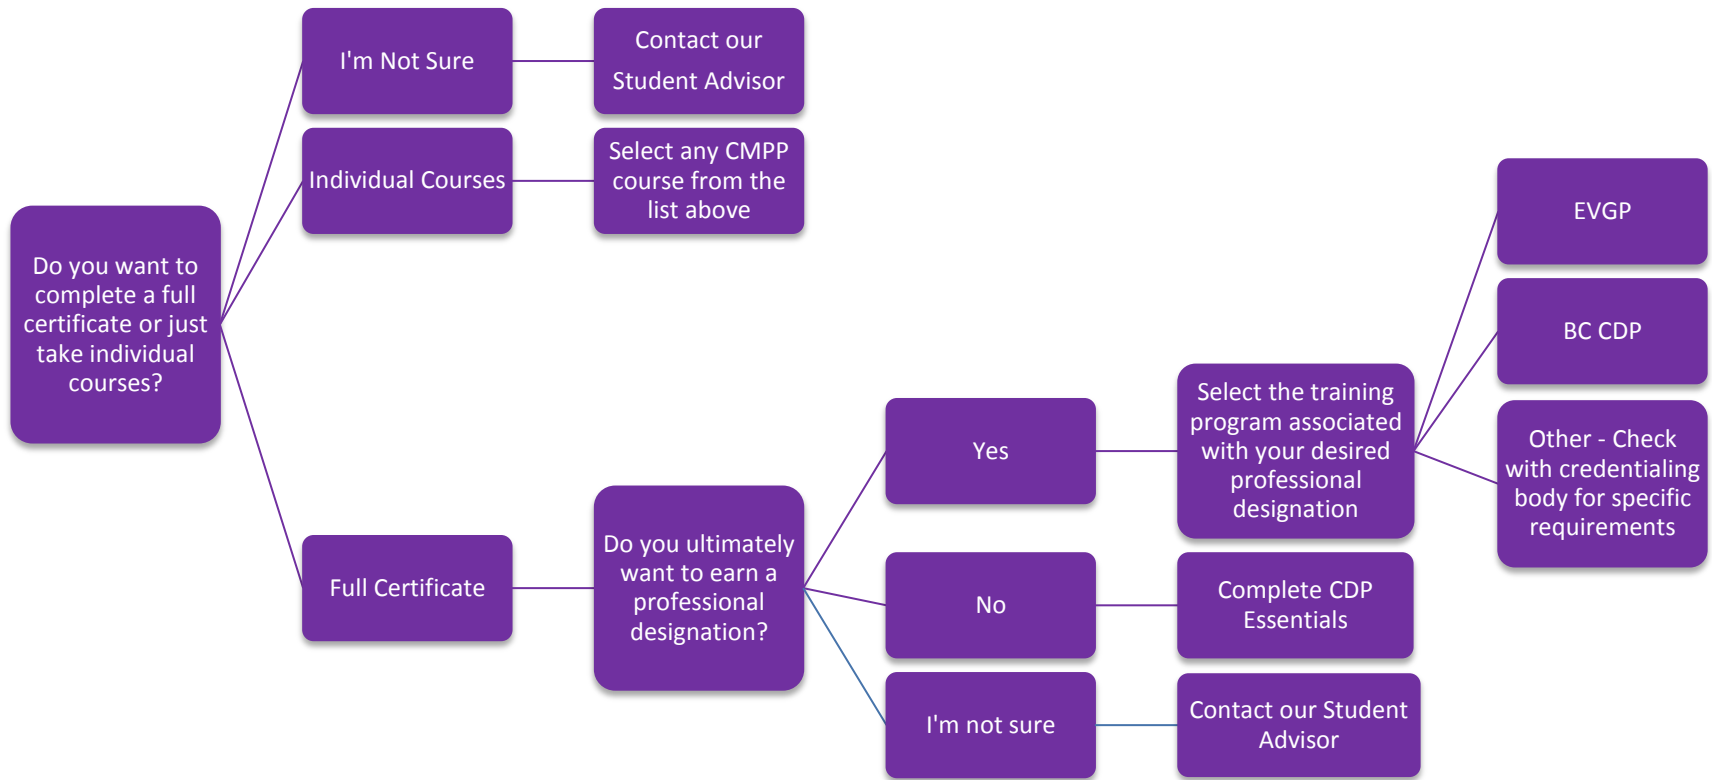 I'm Not Sure
Contact our
Student Advisor
Individual Courses
Select any CMPP
course from the
list above
Do you want to
complete a full
certificate or just
take individual
courses?
Full Certificate
Do you ultimately
want to earn a
professional
designation?
Yes
Select the training
program associated
with your desired
professional
designation
EVGP
BC CDP
Other - Check
with credentialing
body for specific
requirements
No
Complete CDP
Essentials
I'm not sure
Contact our Student
Advisor